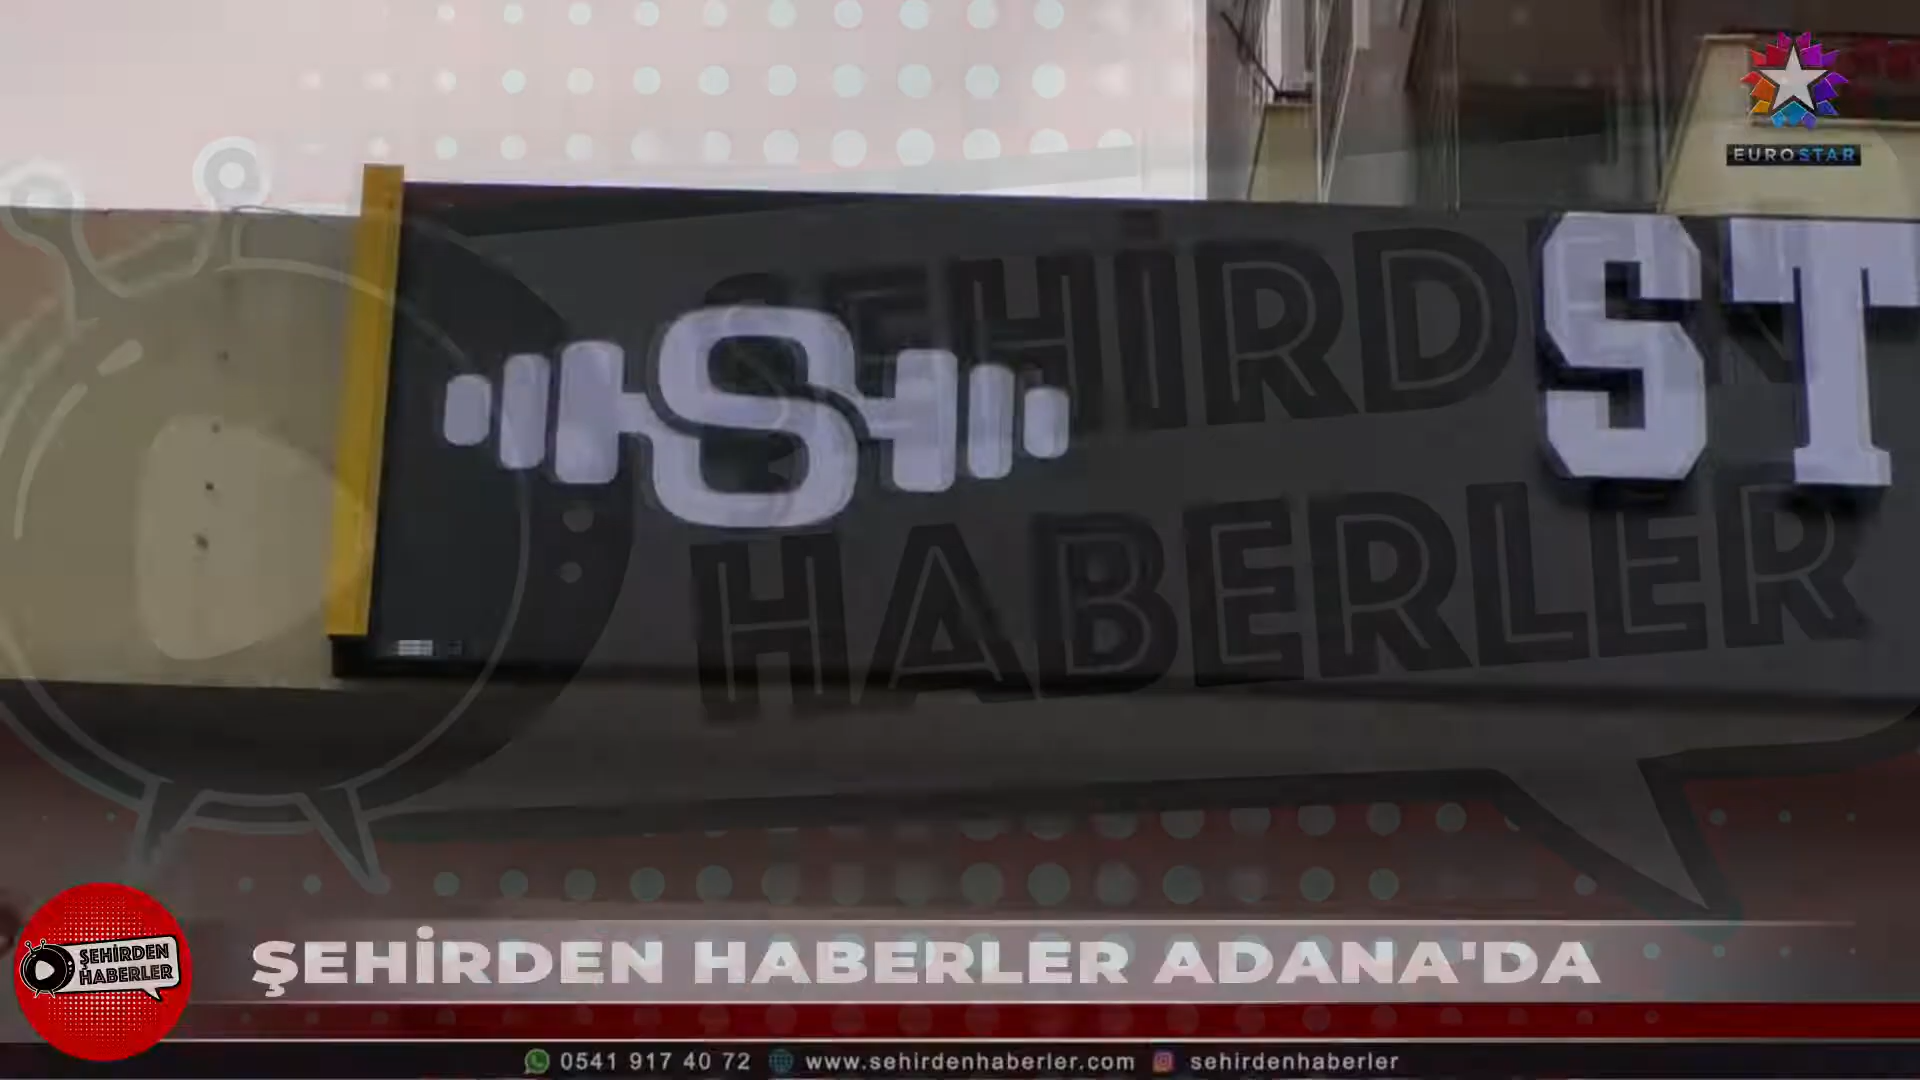 EUROSTAR
ŞEHİRDEN
HABERLER
S
ST
ŞEHİRDEN
HABERLER
ŞEHİRDEN HABERLER ADANA'DA
0541 917 40 72 www.sehirdenhaberler.com sehirdenhaberler